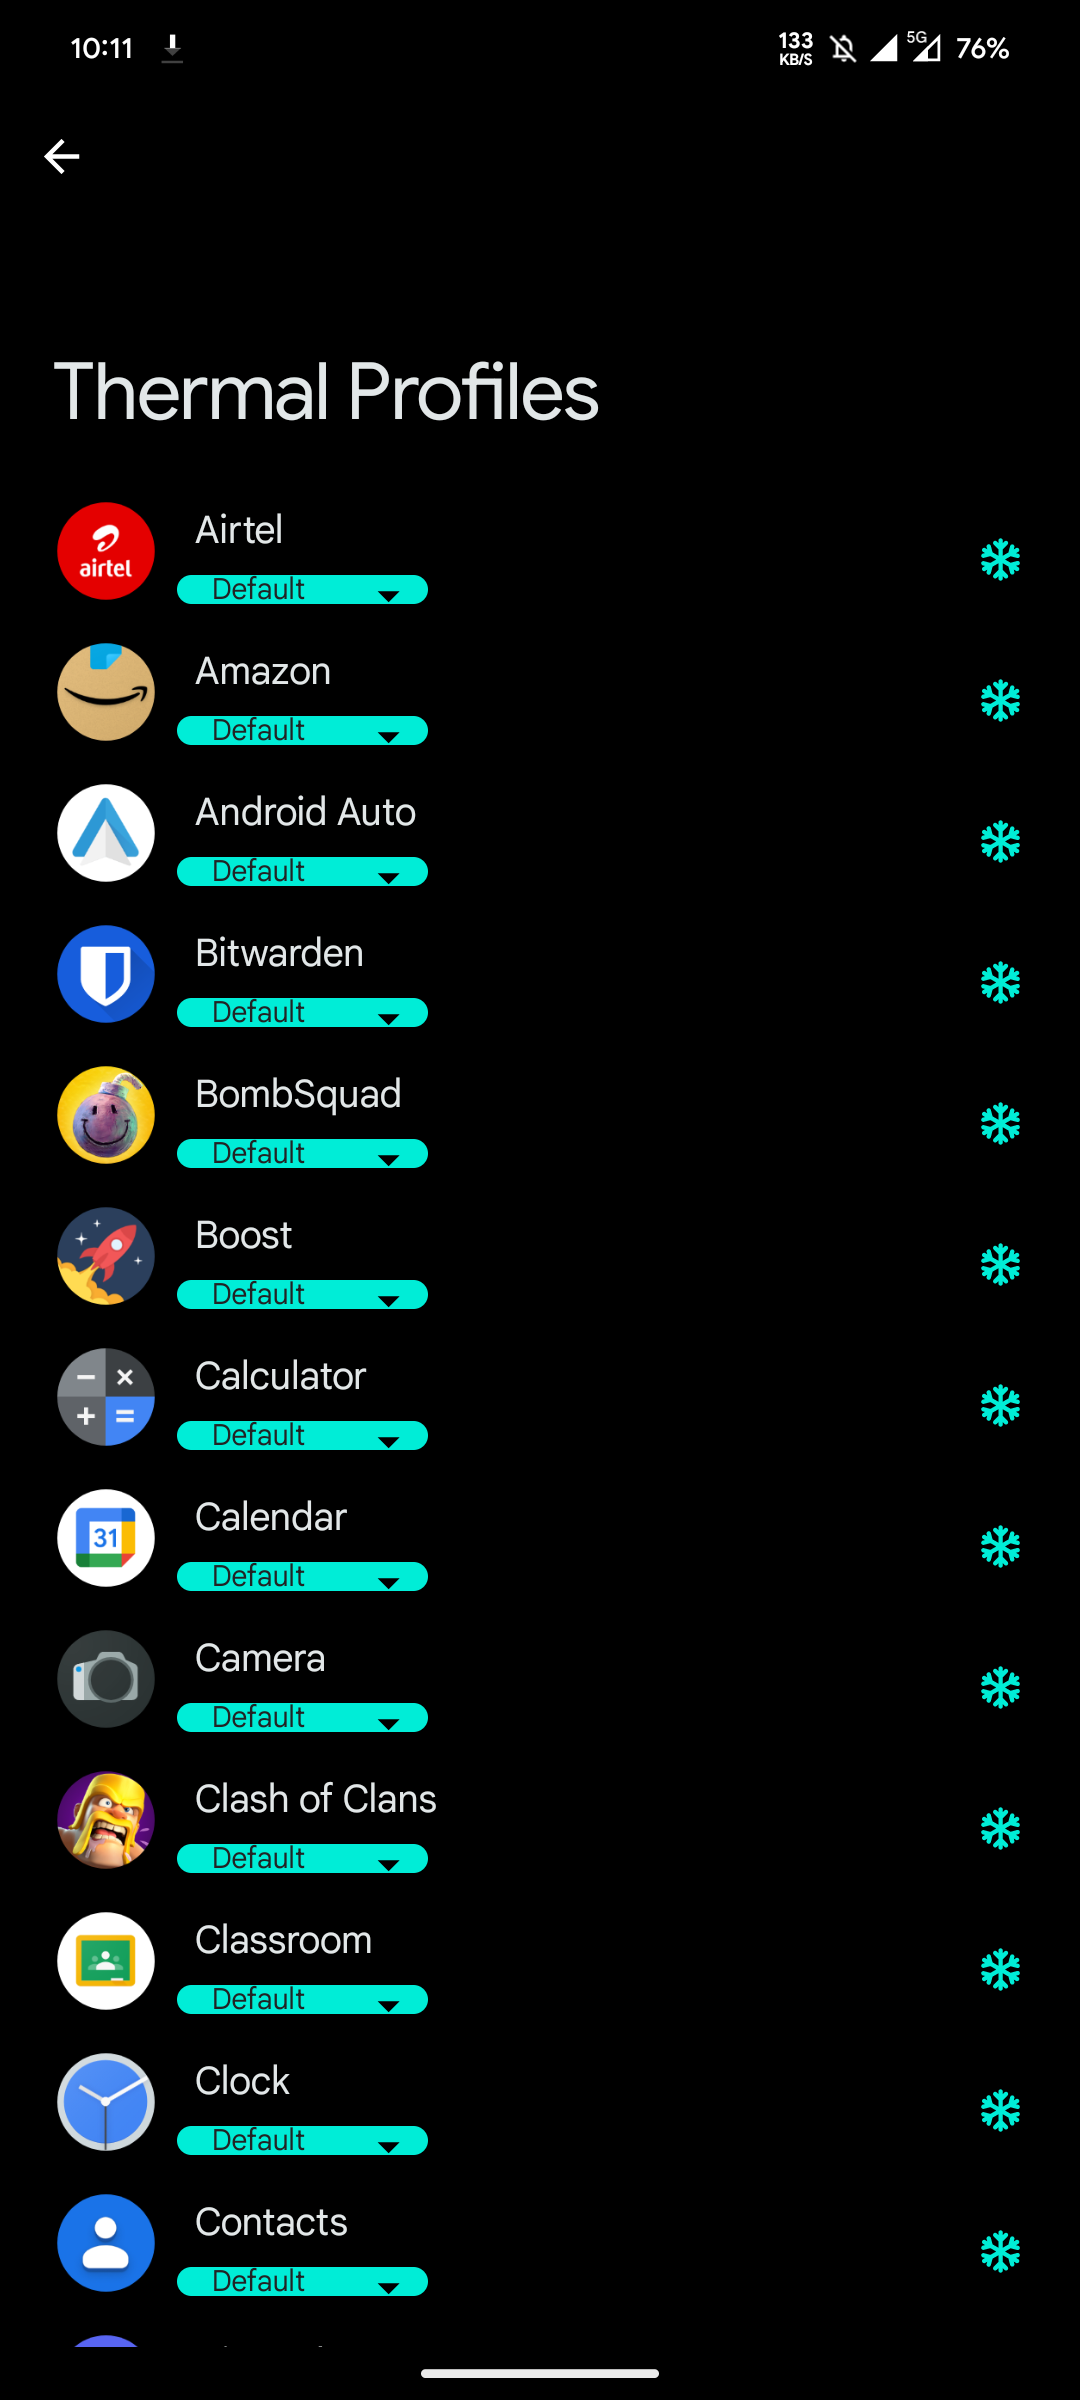 10:11
133 KB/S 5G 76%
Thermal Profiles
airtel
Airtel
Default
Amazon
Default
Android Auto
Default
Bitwarden
Default
BombSquad
Default
Boost
Default
Calculator
Default
31
Calendar
Default
Camera
Default
Clash of Clans
Default
Classroom
Default
Clock
Default
Contacts
Default